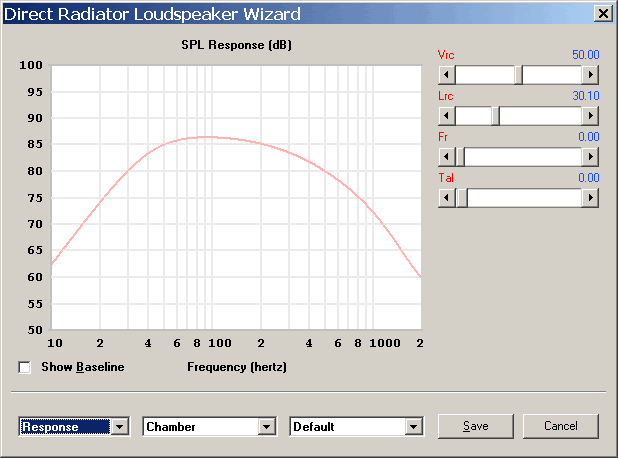 Direct Radiator Loudspeaker Wizard
SPL Response (dB)
Vrc 50.00
Lrc 30.10
Fr 0.00
Tal 0.00
100
95
90
85
80
75
70
65
60
55
50
10 2 4 6 8 100 2 4 6 8 1000 2
Show Baseline
Frequency (hertz)
Response Chamber Default Save Cancel